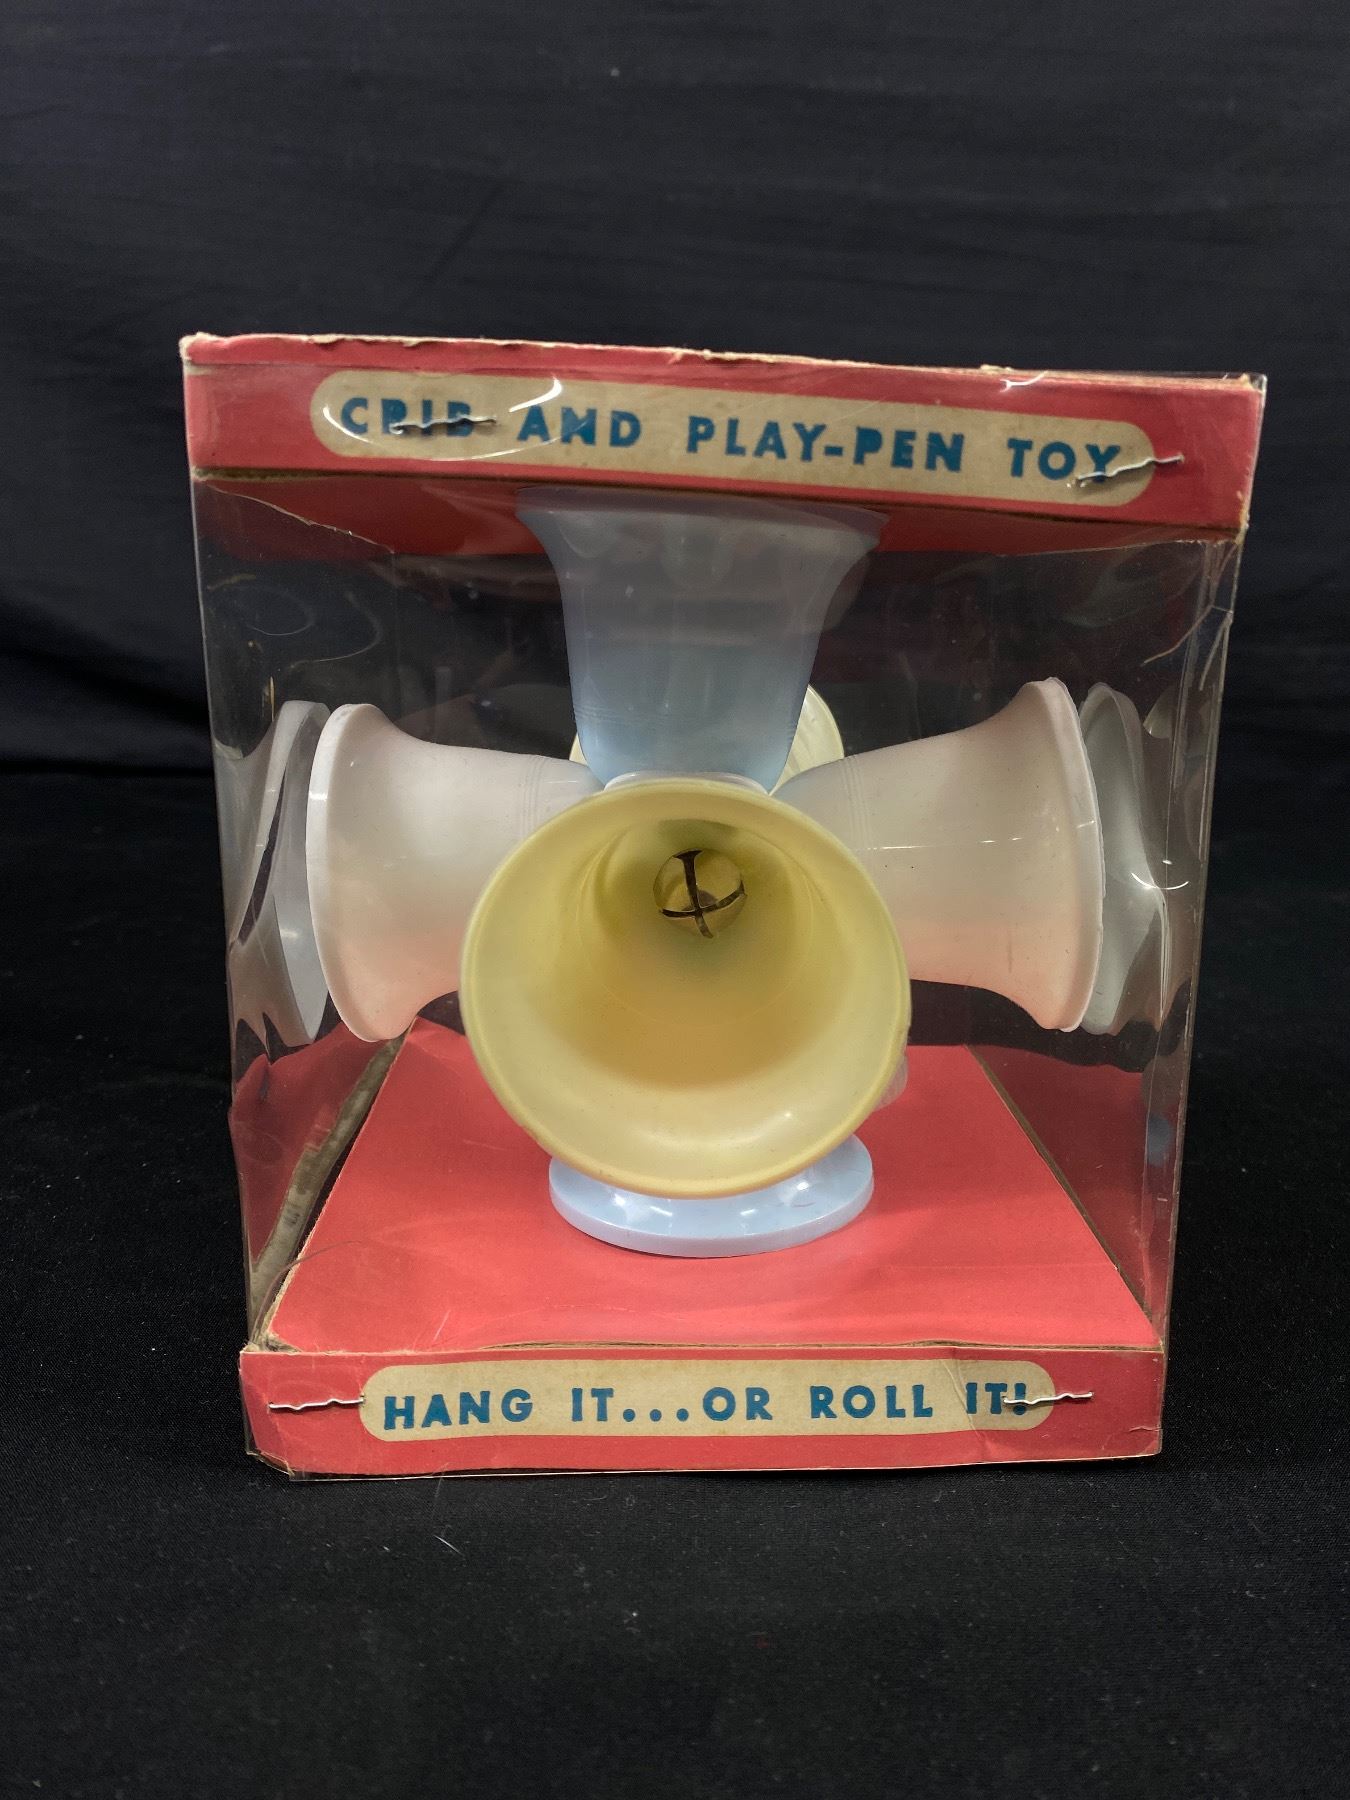 CRIB AND PLAY-PEN TOY
HANG IT...OR ROLL IT!